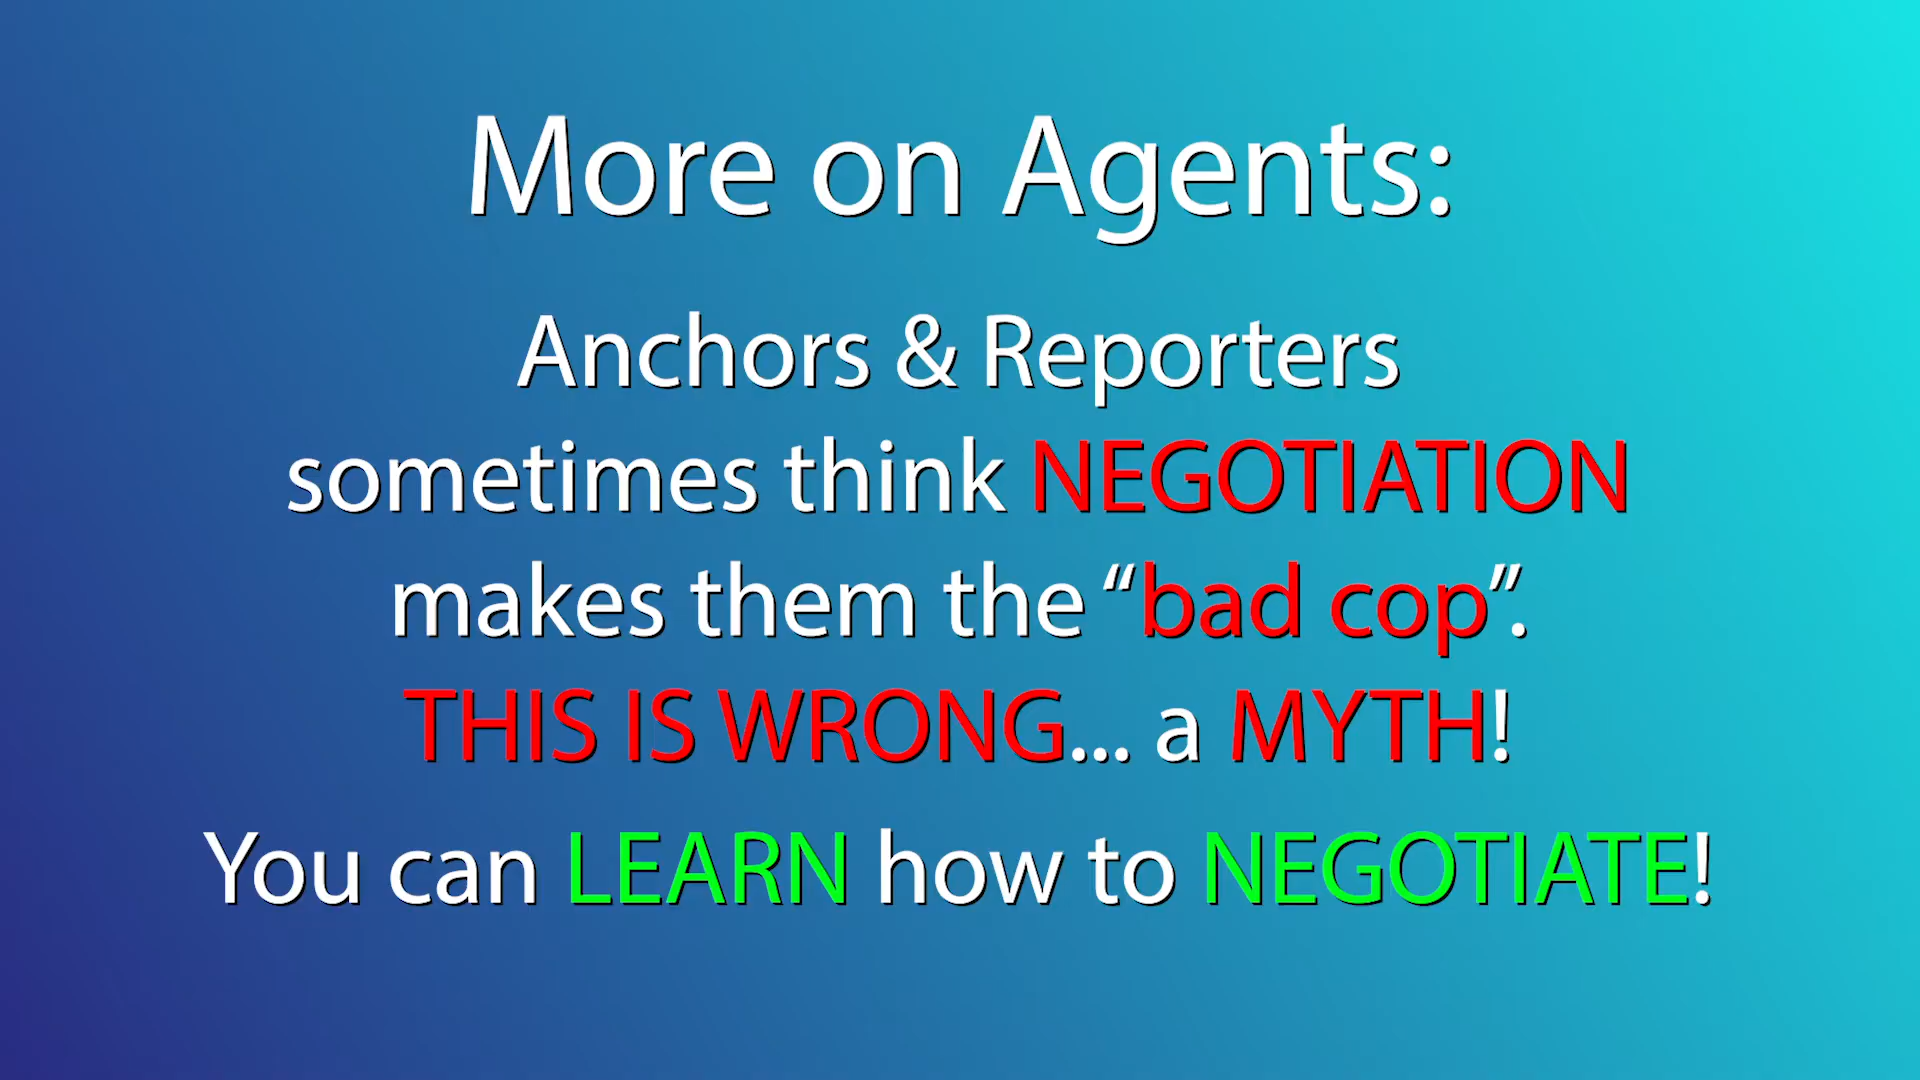 More on Agents:
Anchors & Reporters
sometimes think NEGOTIATION
makes them the “bad cop”.
THIS IS WRONG... a MYTH!
You can LEARN how to NEGOTIATE!